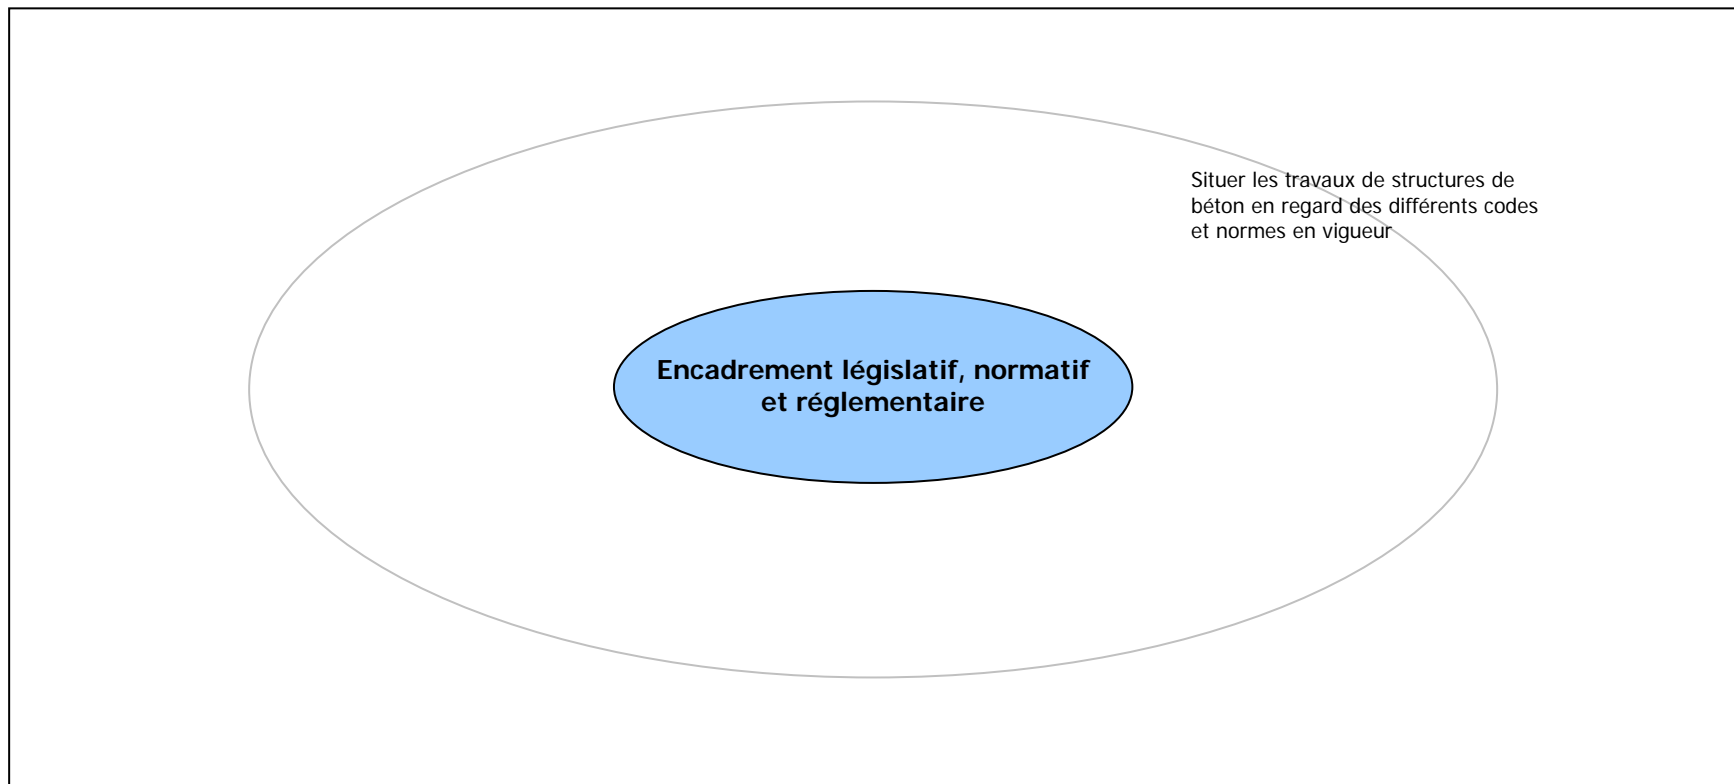 Situer les travaux de structures de
béton en regard des différents codes
et normes en vigueur
Encadrement législatif, normatif
et réglementaire